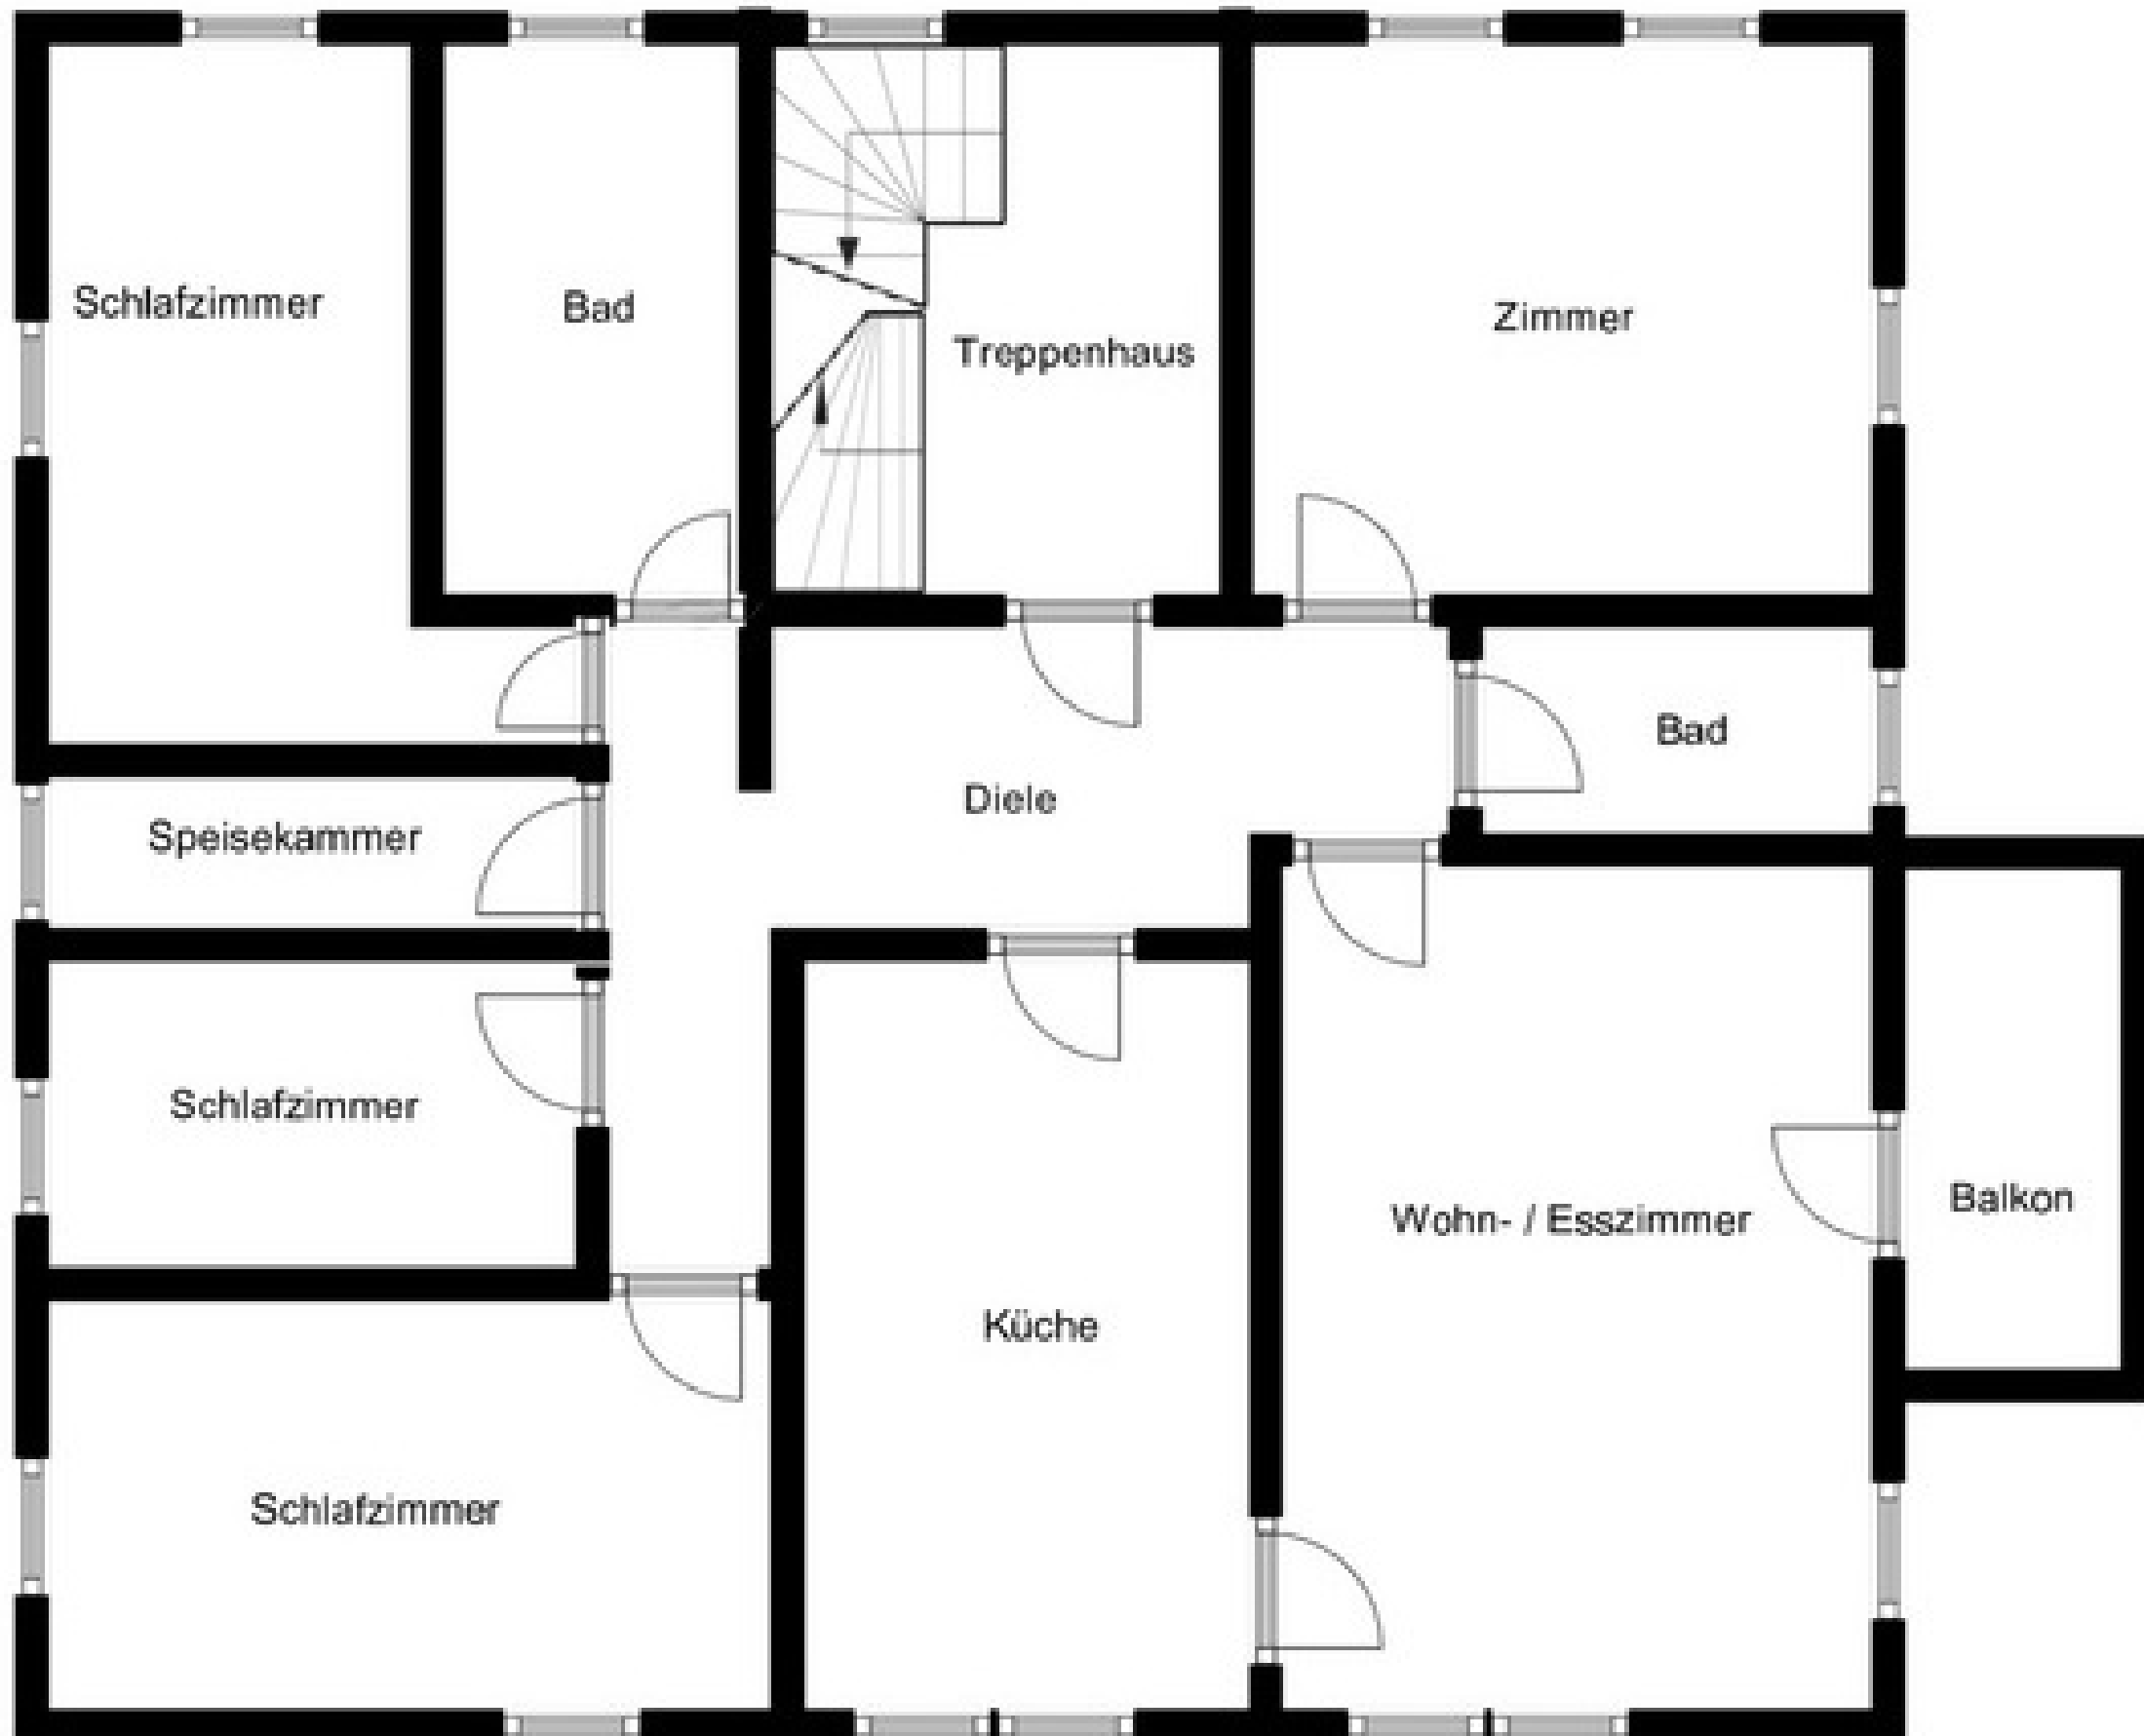 Schlafzimmer
Bad
Treppenhaus
Zimmer
Bad
Diele
Speisekammer
Schlafzimmer
Balkon
Wohn- / Esszimmer
Küche
Schlafzimmer